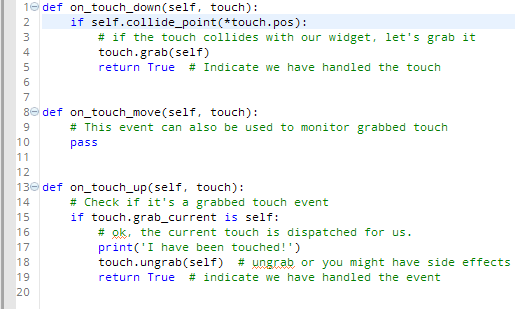 1 def on_touch_down(self, touch):
2     if self.collide_point(*touch.pos):
3         # if the touch collides with our widget, let's grab it
4         touch.grab(self)
5         return True  # Indicate we have handled the touch
6
7
8 def on_touch_move(self, touch):
9     # This event can also be used to monitor grabbed touch
10     pass
11
12
13 def on_touch_up(self, touch):
14     # Check if it's a grabbed touch event
15     if touch.grab_current is self:
16         # ok, the current touch is dispatched for us.
17         print('I have been touched!')
18         touch.ungrab(self)  # ungrab or you might have side effects
19         return True  # indicate we have handled the event
20